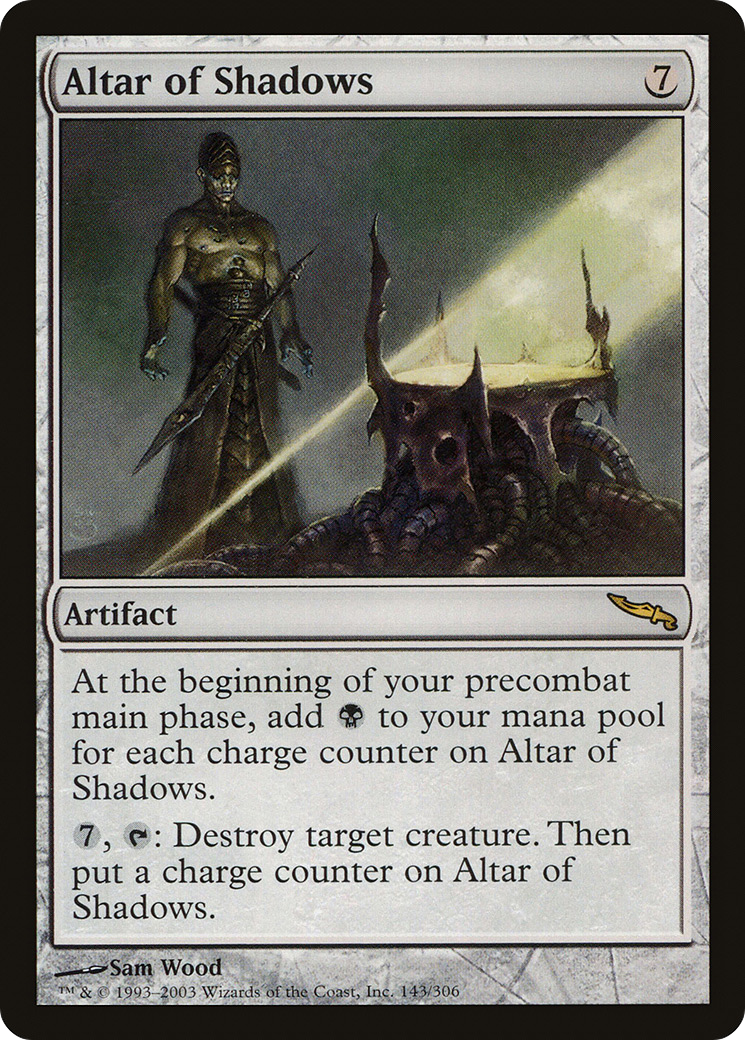 Altar of Shadows 7
Artifact
At the beginning of your precombat
main phase, add to your mana pool
for each charge counter on Altar of
Shadows.
7, : Destroy target creature. Then
put a charge counter on Altar of
Shadows.
Sam Wood
™ & © 1993–2003 Wizards of the Coast, Inc. 143/306